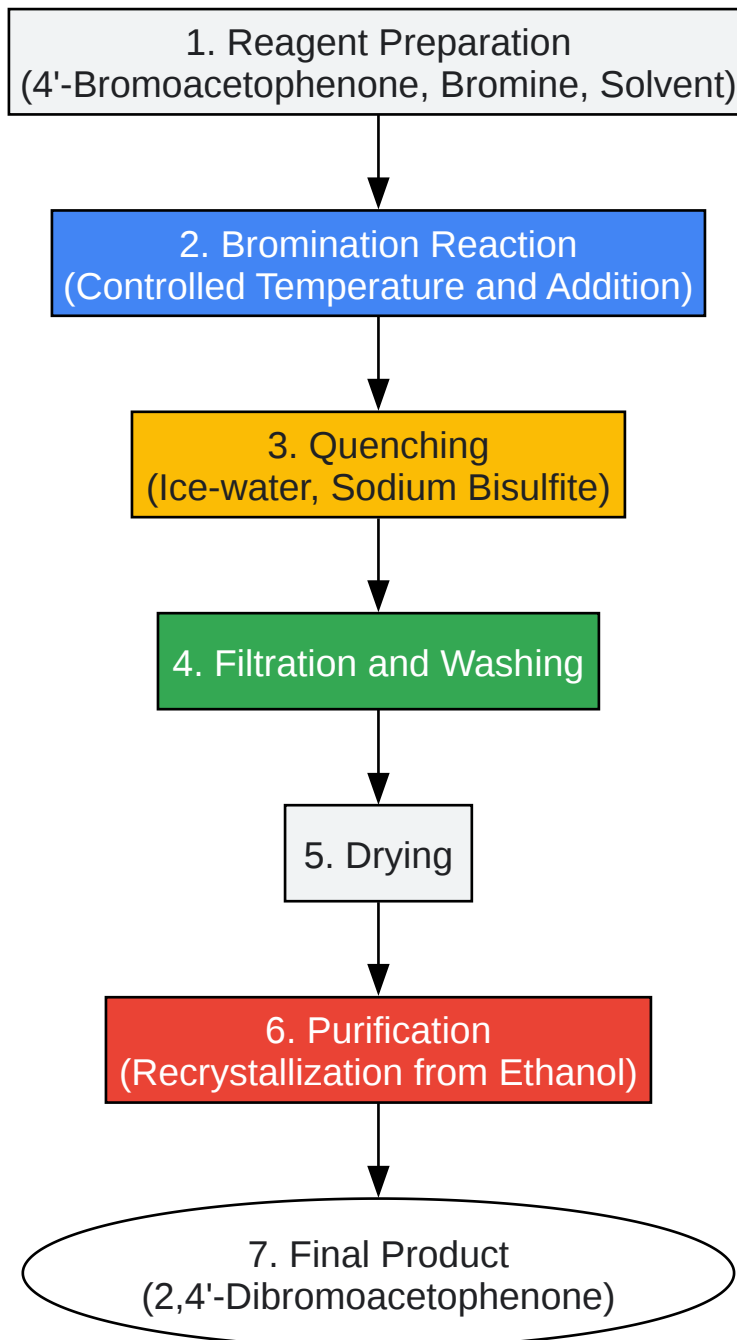 1. Reagent Preparation
(4'-Bromoacetophenone, Bromine, Solvent)
2. Bromination Reaction
(Controlled Temperature and Addition)
3. Quenching
(Ice-water, Sodium Bisulfite)
4. Filtration and Washing
5. Drying
6. Purification
(Recrystallization from Ethanol)
7. Final Product
(2,4'-Dibromoacetophenone)